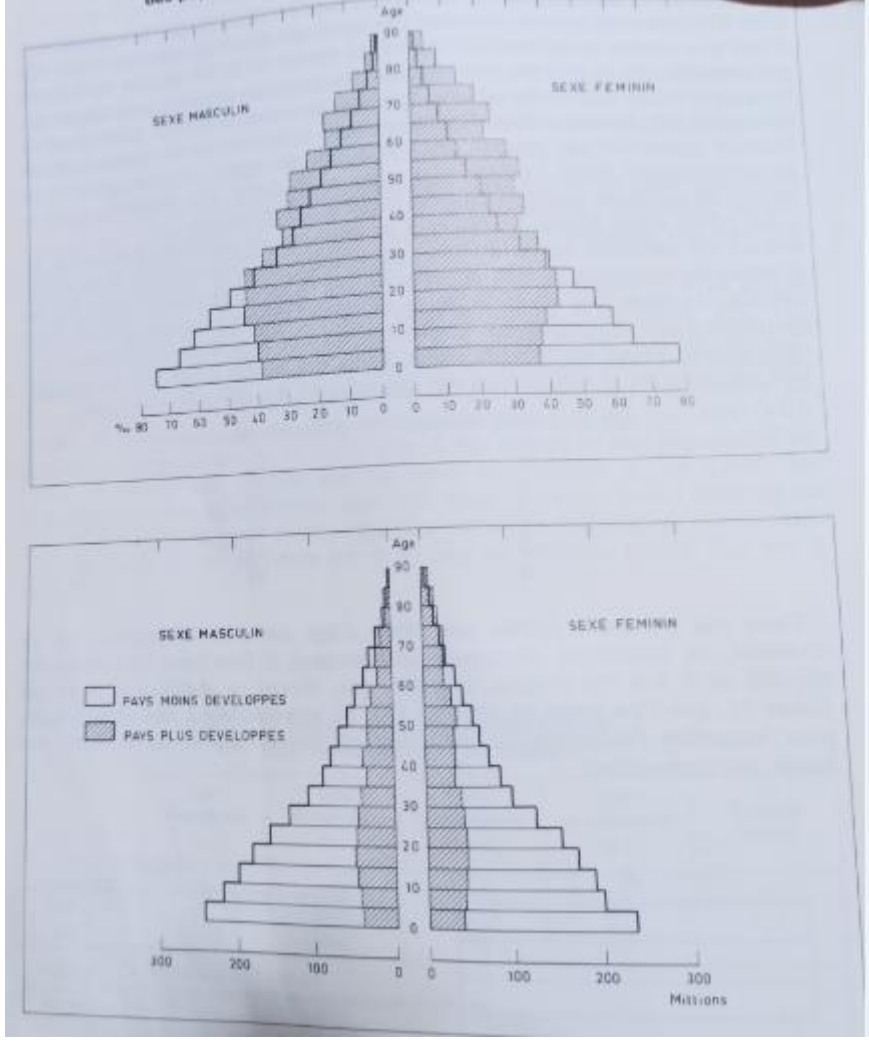 Age
90
80
70
60
50
40
30
20
10
0
SEXE MASCULIN
SEXE FEMININ
‰ 80 70 60 50 40 30 20 10 0
0 10 20 30 40 50 60 70 80
Age
90
80
70
60
50
40
30
20
10
0
SEXE MASCULIN
SEXE FEMININ
PAYS MOINS DEVELOPPES
PAYS PLUS DEVELOPPES
300 200 100 0
0 100 200 300
Millions